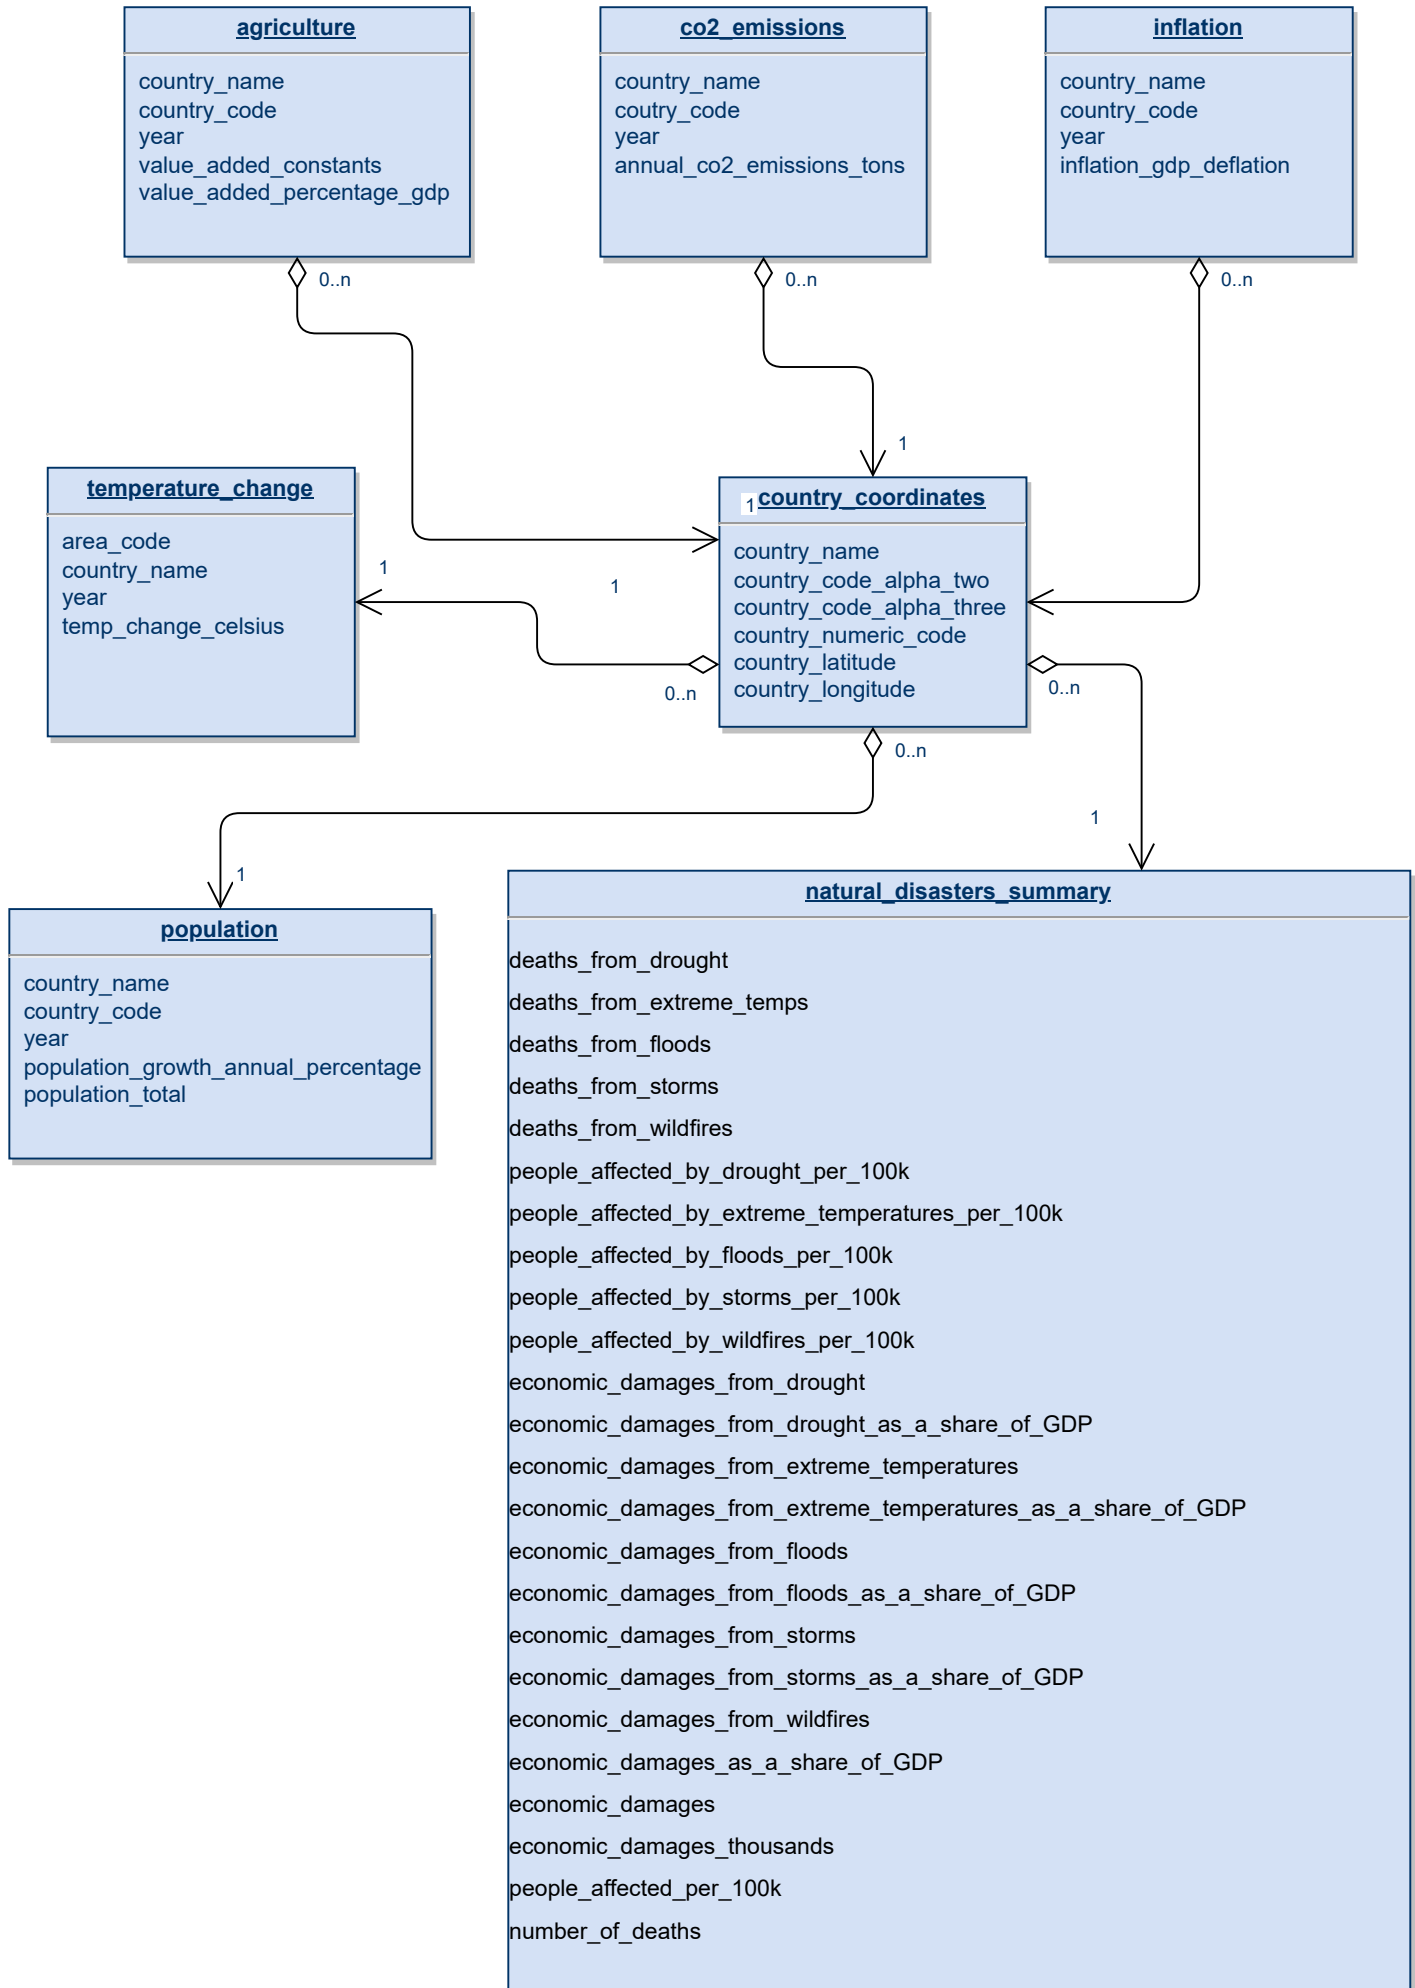 agriculture
country_name
country_code
year
value_added_constants
value_added_percentage_gdp
0..n
co2_emissions
country_name
coutry_code
year
annual_co2_emissions_tons
0..n
inflation
country_name
country_code
year
inflation_gdp_deflation
0..n
1
temperature_change
area_code
country_name
year
temp_change_celsius
1
1
1
country_coordinates
country_name
country_code_alpha_two
country_code_alpha_three
country_numeric_code
country_latitude
country_longitude
0..n
0..n
0..n
1
1
population
country_name
country_code
year
population_growth_annual_percentage
population_total
natural_disasters_summary
deaths_from_drought
deaths_from_extreme_temps
deaths_from_floods
deaths_from_storms
deaths_from_wildfires
people_affected_by_drought_per_100k
people_affected_by_extreme_temperatures_per_100k
people_affected_by_floods_per_100k
people_affected_by_storms_per_100k
people_affected_by_wildfires_per_100k
economic_damages_from_drought
economic_damages_from_drought_as_a_share_of_GDP
economic_damages_from_extreme_temperatures
economic_damages_from_extreme_temperatures_as_a_share_of_GDP
economic_damages_from_floods
economic_damages_from_floods_as_a_share_of_GDP
economic_damages_from_storms
economic_damages_from_storms_as_a_share_of_GDP
economic_damages_from_wildfires
economic_damages_as_a_share_of_GDP
economic_damages
economic_damages_thousands
people_affected_per_100k
number_of_deaths